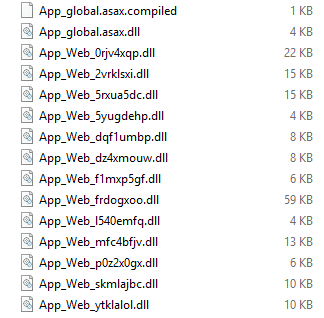 App_global.asax.compiled 1 KB
App_global.asax.dll 4 KB
App_Web_0rjv4xqp.dll 22 KB
App_Web_2vrklsxi.dll 15 KB
App_Web_5rxua5dc.dll 15 KB
App_Web_5yugdehp.dll 4 KB
App_Web_dqf1umbp.dll 8 KB
App_Web_dz4xmouw.dll 8 KB
App_Web_f1mxp5gf.dll 6 KB
App_Web_frdogxoo.dll 59 KB
App_Web_l540emfq.dll 4 KB
App_Web_mfc4bfjv.dll 13 KB
App_Web_p0z2x0gx.dll 6 KB
App_Web_skmlajbc.dll 10 KB
App_Web_ytklalol.dll 10 KB